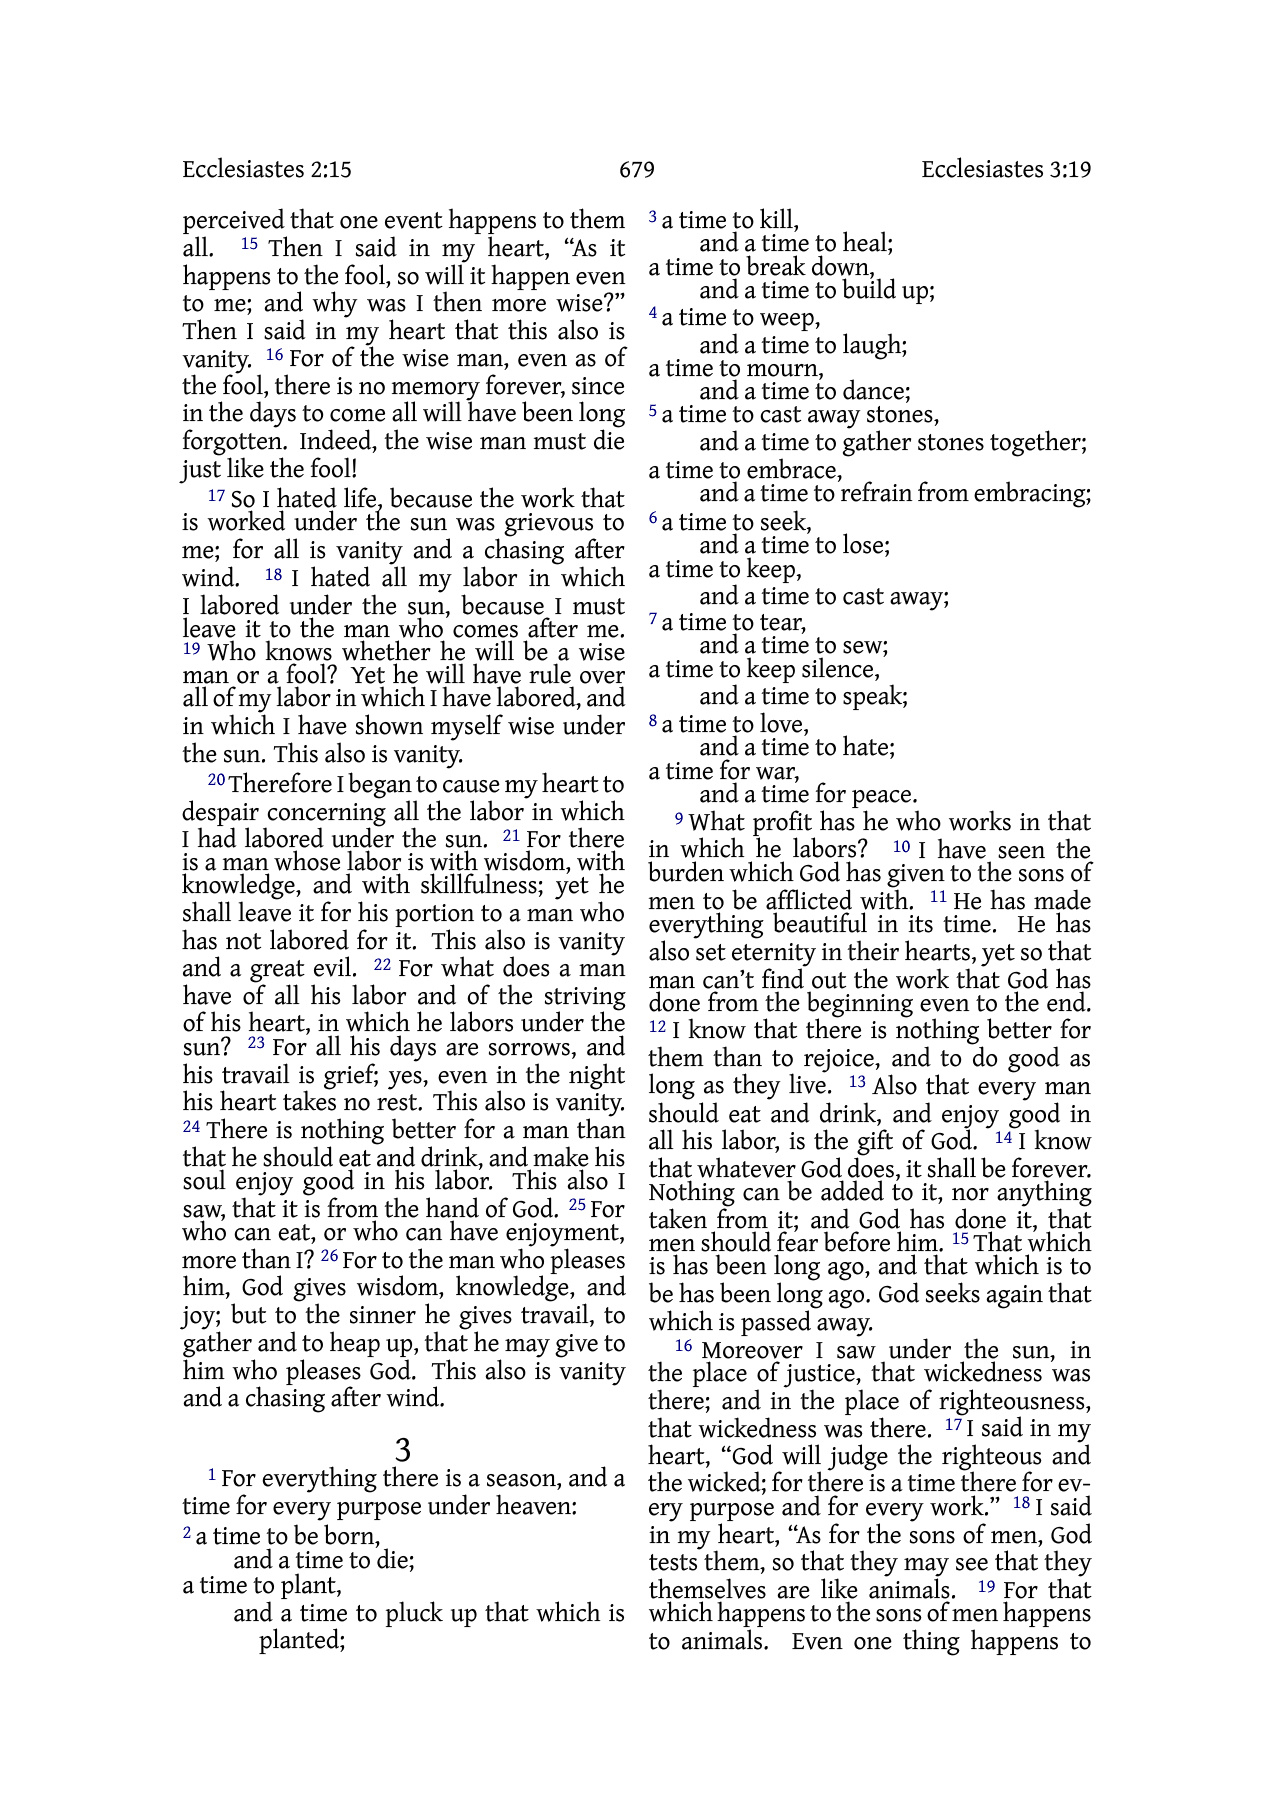 Ecclesiastes 2:15 679 Ecclesiastes 3:19
perceived that one event happens to them
all. 15 Then I said in my heart, “As it
happens to the fool, so will it happen even
to me; and why was I then more wise?”
Then I said in my heart that this also is
vanity. 16 For of the wise man, even as of
the fool, there is no memory forever, since
in the days to come all will have been long
forgotten. Indeed, the wise man must die
just like the fool!
17 So I hated life, because the work that
is worked under the sun was grievous to
me; for all is vanity and a chasing after
wind. 18 I hated all my labor in which
I labored under the sun, because I must
leave it to the man who comes after me.
19 Who knows whether he will be a wise
man or a fool? Yet he will have rule over
all of my labor in which I have labored, and
in which I have shown myself wise under
the sun. This also is vanity.
20 Therefore I began to cause my heart to
despair concerning all the labor in which
I had labored under the sun. 21 For there
is a man whose labor is with wisdom, with
knowledge, and with skillfulness; yet he
shall leave it for his portion to a man who
has not labored for it. This also is vanity
and a great evil. 22 For what does a man
have of all his labor and of the striving
of his heart, in which he labors under the
sun? 23 For all his days are sorrows, and
his travail is grief; yes, even in the night
his heart takes no rest. This also is vanity.
24 There is nothing better for a man than
that he should eat and drink, and make his
soul enjoy good in his labor. This also I
saw, that it is from the hand of God. 25 For
who can eat, or who can have enjoyment,
more than I? 26 For to the man who pleases
him, God gives wisdom, knowledge, and
joy; but to the sinner he gives travail, to
gather and to heap up, that he may give to
him who pleases God. This also is vanity
and a chasing after wind.
3
1 For everything there is a season, and a
time for every purpose under heaven:
2 a time to be born,
and a time to die;
a time to plant,
and a time to pluck up that which is
planted;
3 a time to kill,
and a time to heal;
a time to break down,
and a time to build up;
4 a time to weep,
and a time to laugh;
a time to mourn,
and a time to dance;
5 a time to cast away stones,
and a time to gather stones together;
a time to embrace,
and a time to refrain from embracing;
6 a time to seek,
and a time to lose;
a time to keep,
and a time to cast away;
7 a time to tear,
and a time to sew;
a time to keep silence,
and a time to speak;
8 a time to love,
and a time to hate;
a time for war,
and a time for peace.
9 What profit has he who works in that
in which he labors? 10 I have seen the
burden which God has given to the sons of
men to be afflicted with. 11 He has made
everything beautiful in its time. He has
also set eternity in their hearts, yet so that
man can’t find out the work that God has
done from the beginning even to the end.
12 I know that there is nothing better for
them than to rejoice, and to do good as
long as they live. 13 Also that every man
should eat and drink, and enjoy good in
all his labor, is the gift of God. 14 I know
that whatever God does, it shall be forever.
Nothing can be added to it, nor anything
taken from it; and God has done it, that
men should fear before him. 15 That which
is has been long ago, and that which is to
be has been long ago. God seeks again that
which is passed away.
16 Moreover I saw under the sun, in
the place of justice, that wickedness was
there; and in the place of righteousness,
that wickedness was there. 17 I said in my
heart, “God will judge the righteous and
the wicked; for there is a time there for ev-
ery purpose and for every work.” 18 I said
in my heart, “As for the sons of men, God
tests them, so that they may see that they
themselves are like animals. 19 For that
which happens to the sons of men happens
to animals. Even one thing happens to